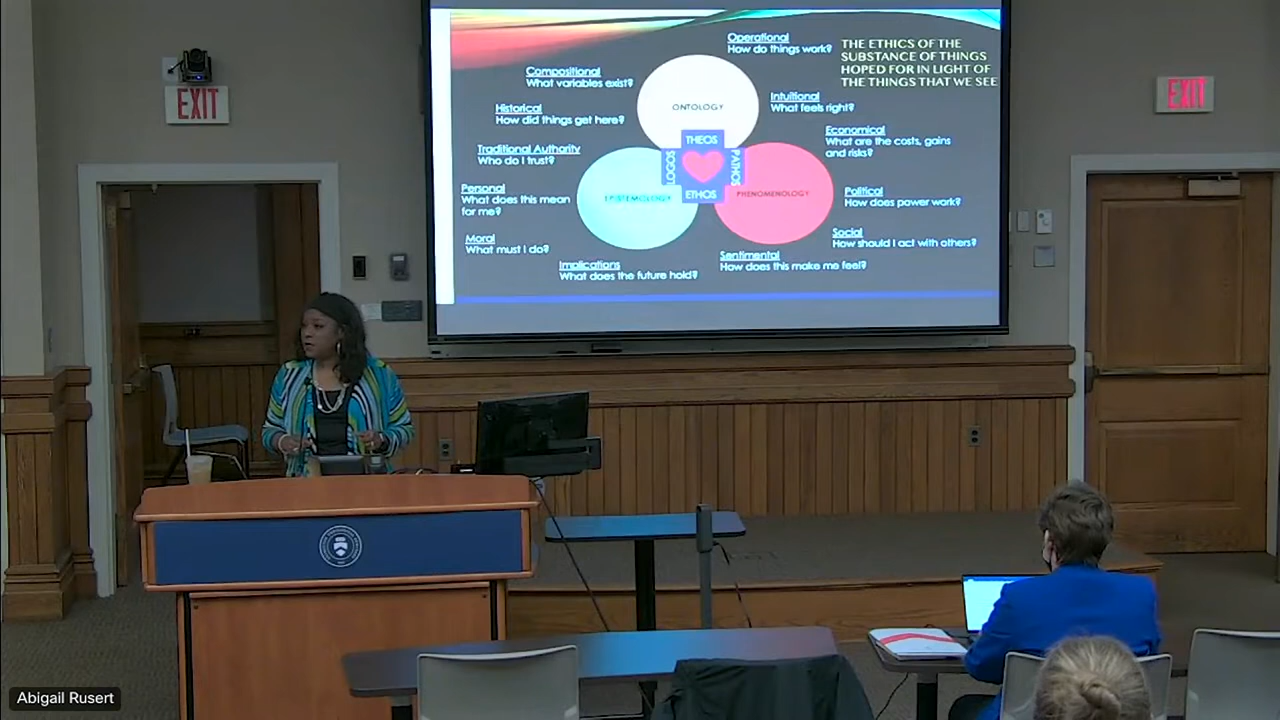 Operational
How do things work?
THE ETHICS OF THE
SUBSTANCE OF THINGS
HOPED FOR IN LIGHT OF
THE THINGS THAT WE SEE
Compositional
What variables exist?
Historical
How did things get here?
Traditional Authority
Who do I trust?
Personal
What does this mean
for me?
Moral
What must I do?
Implications
What does the future hold?
ONTOLOGY
THEOS
LOGOS
PATHOS
ETHOS
EPISTEMOLOGY
PHENOMENOLOGY
Intuitional
What feels right?
Economical
What are the costs, gains
and risks?
Political
How does power work?
Social
How should I act with others?
Sentimental
How does this make me feel?
EXIT
EXIT
Abigail Rusert